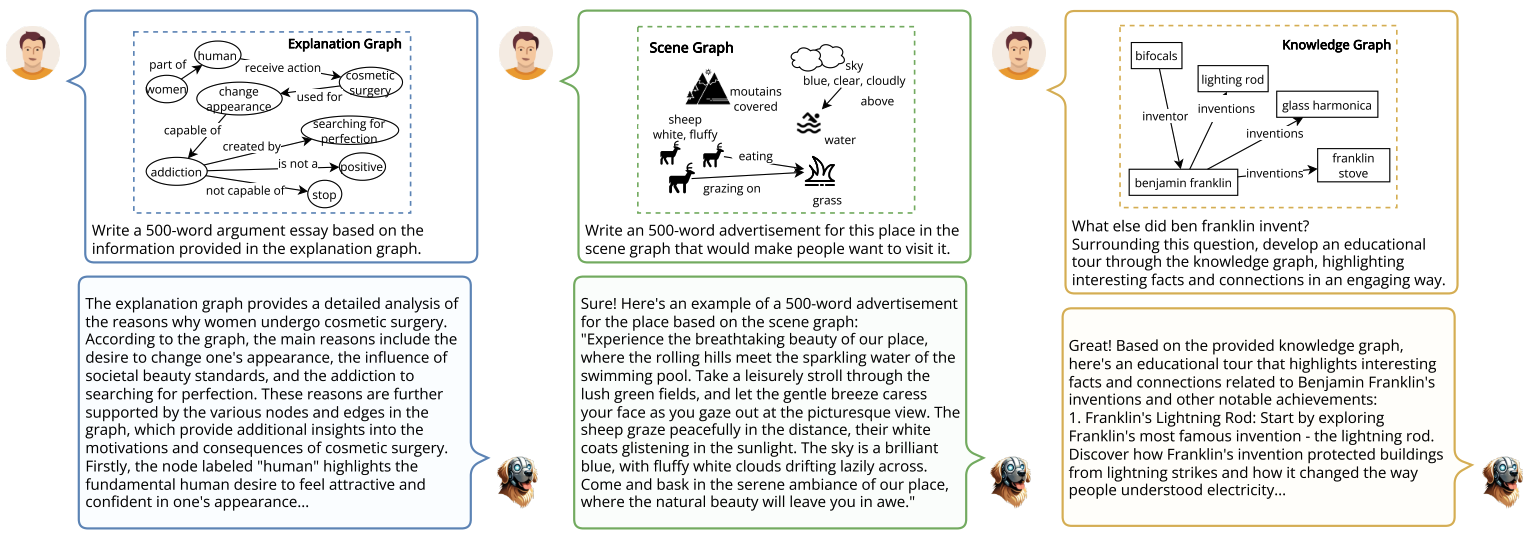 Explanation Graph
human
part of
women
receive action
cosmetic
surgery
change
appearance
used for
capable of
searching for
perfection
created by
addiction
is not a
positive
not capable of
stop
Write a 500-word argument essay based on the
information provided in the explanation graph.
The explanation graph provides a detailed analysis of
the reasons why women undergo cosmetic surgery.
According to the graph, the main reasons include the
desire to change one's appearance, the influence of
societal beauty standards, and the addiction to
searching for perfection. These reasons are further
supported by the various nodes and edges in the
graph, which provide additional insights into the
motivations and consequences of cosmetic surgery.
Firstly, the node labeled "human" highlights the
fundamental human desire to feel attractive and
confident in one's appearance...
Scene Graph
sky
blue, clear, cloudly
above
moutains
covered
sheep
white, fluffy
water
eating
grazing on
grass
Write an 500-word advertisement for this place in the
scene graph that would make people want to visit it.
Sure! Here's an example of a 500-word advertisement
for the place based on the scene graph:
"Experience the breathtaking beauty of our place,
where the rolling hills meet the sparkling water of the
swimming pool. Take a leisurely stroll through the
lush green fields, and let the gentle breeze caress
your face as you gaze out at the picturesque view. The
sheep graze peacefully in the distance, their white
coats glistening in the sunlight. The sky is a brilliant
blue, with fluffy white clouds drifting lazily across.
Come and bask in the serene ambiance of our place,
where the natural beauty will leave you in awe."
Knowledge Graph
bifocals
lighting rod
glass harmonica
inventor
inventions
inventions
franklin
stove
inventions
benjamin franklin
What else did ben franklin invent?
Surrounding this question, develop an educational
tour through the knowledge graph, highlighting
interesting facts and connections in an engaging way.
Great! Based on the provided knowledge graph,
here's an educational tour that highlights interesting
facts and connections related to Benjamin Franklin's
inventions and other notable achievements:
1. Franklin's Lightning Rod: Start by exploring
Franklin's most famous invention - the lightning rod.
Discover how Franklin's invention protected buildings
from lightning strikes and how it changed the way
people understood electricity...